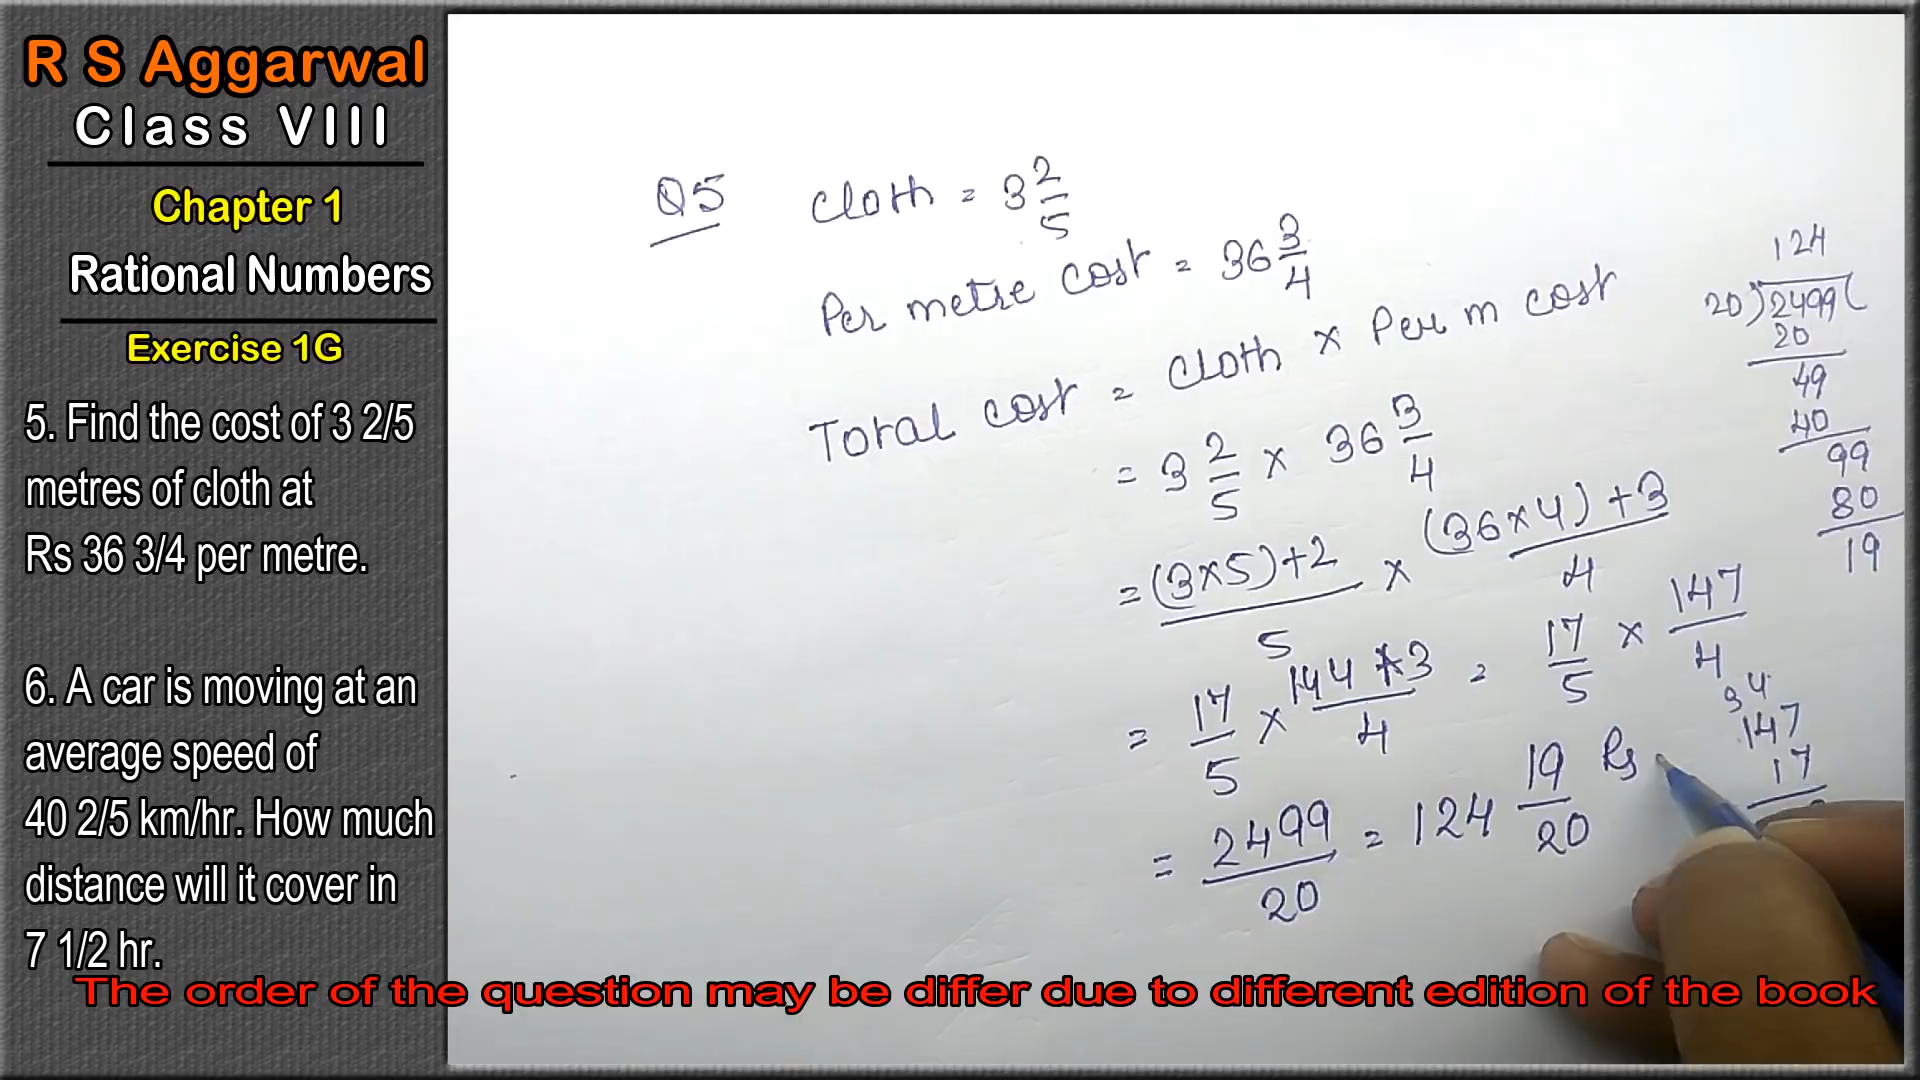 R S Aggarwal
Class VIII
Chapter 1
Rational Numbers
Exercise 1G
5. Find the cost of 3 2/5
metres of cloth at
Rs 36 3/4 per metre.
6. A car is moving at an
average speed of
40 2/5 km/hr. How much
distance will it cover in
7 1/2 hr.
Q5 Cloth = 3 2/5
Per metre cost = 36 3/4
Total cost = Cloth × Per m cost
= 3 2/5 × 36 3/4
= (3×5)+2/5 × (36×4)+3/4
= 17/5 × 144+3/4 = 17/5 × 147/4
= 2499/20 = 124 19/20 Rs
124
20)2499(
20
49
40
99
80
19
34
147
17
The order of the question may be differ due to different edition of the book